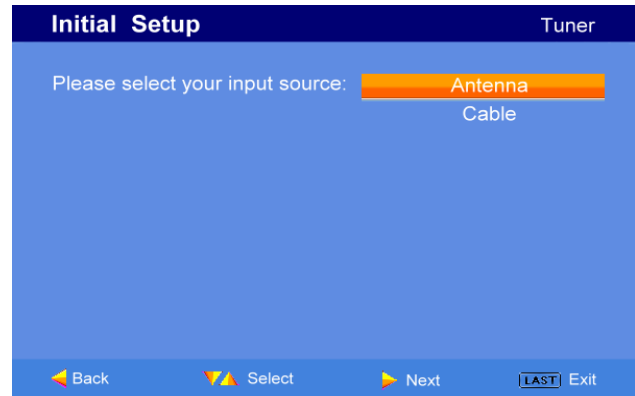 Initial Setup Tuner
Please select your input source: Antenna
Cable
Back Select Next LAST Exit